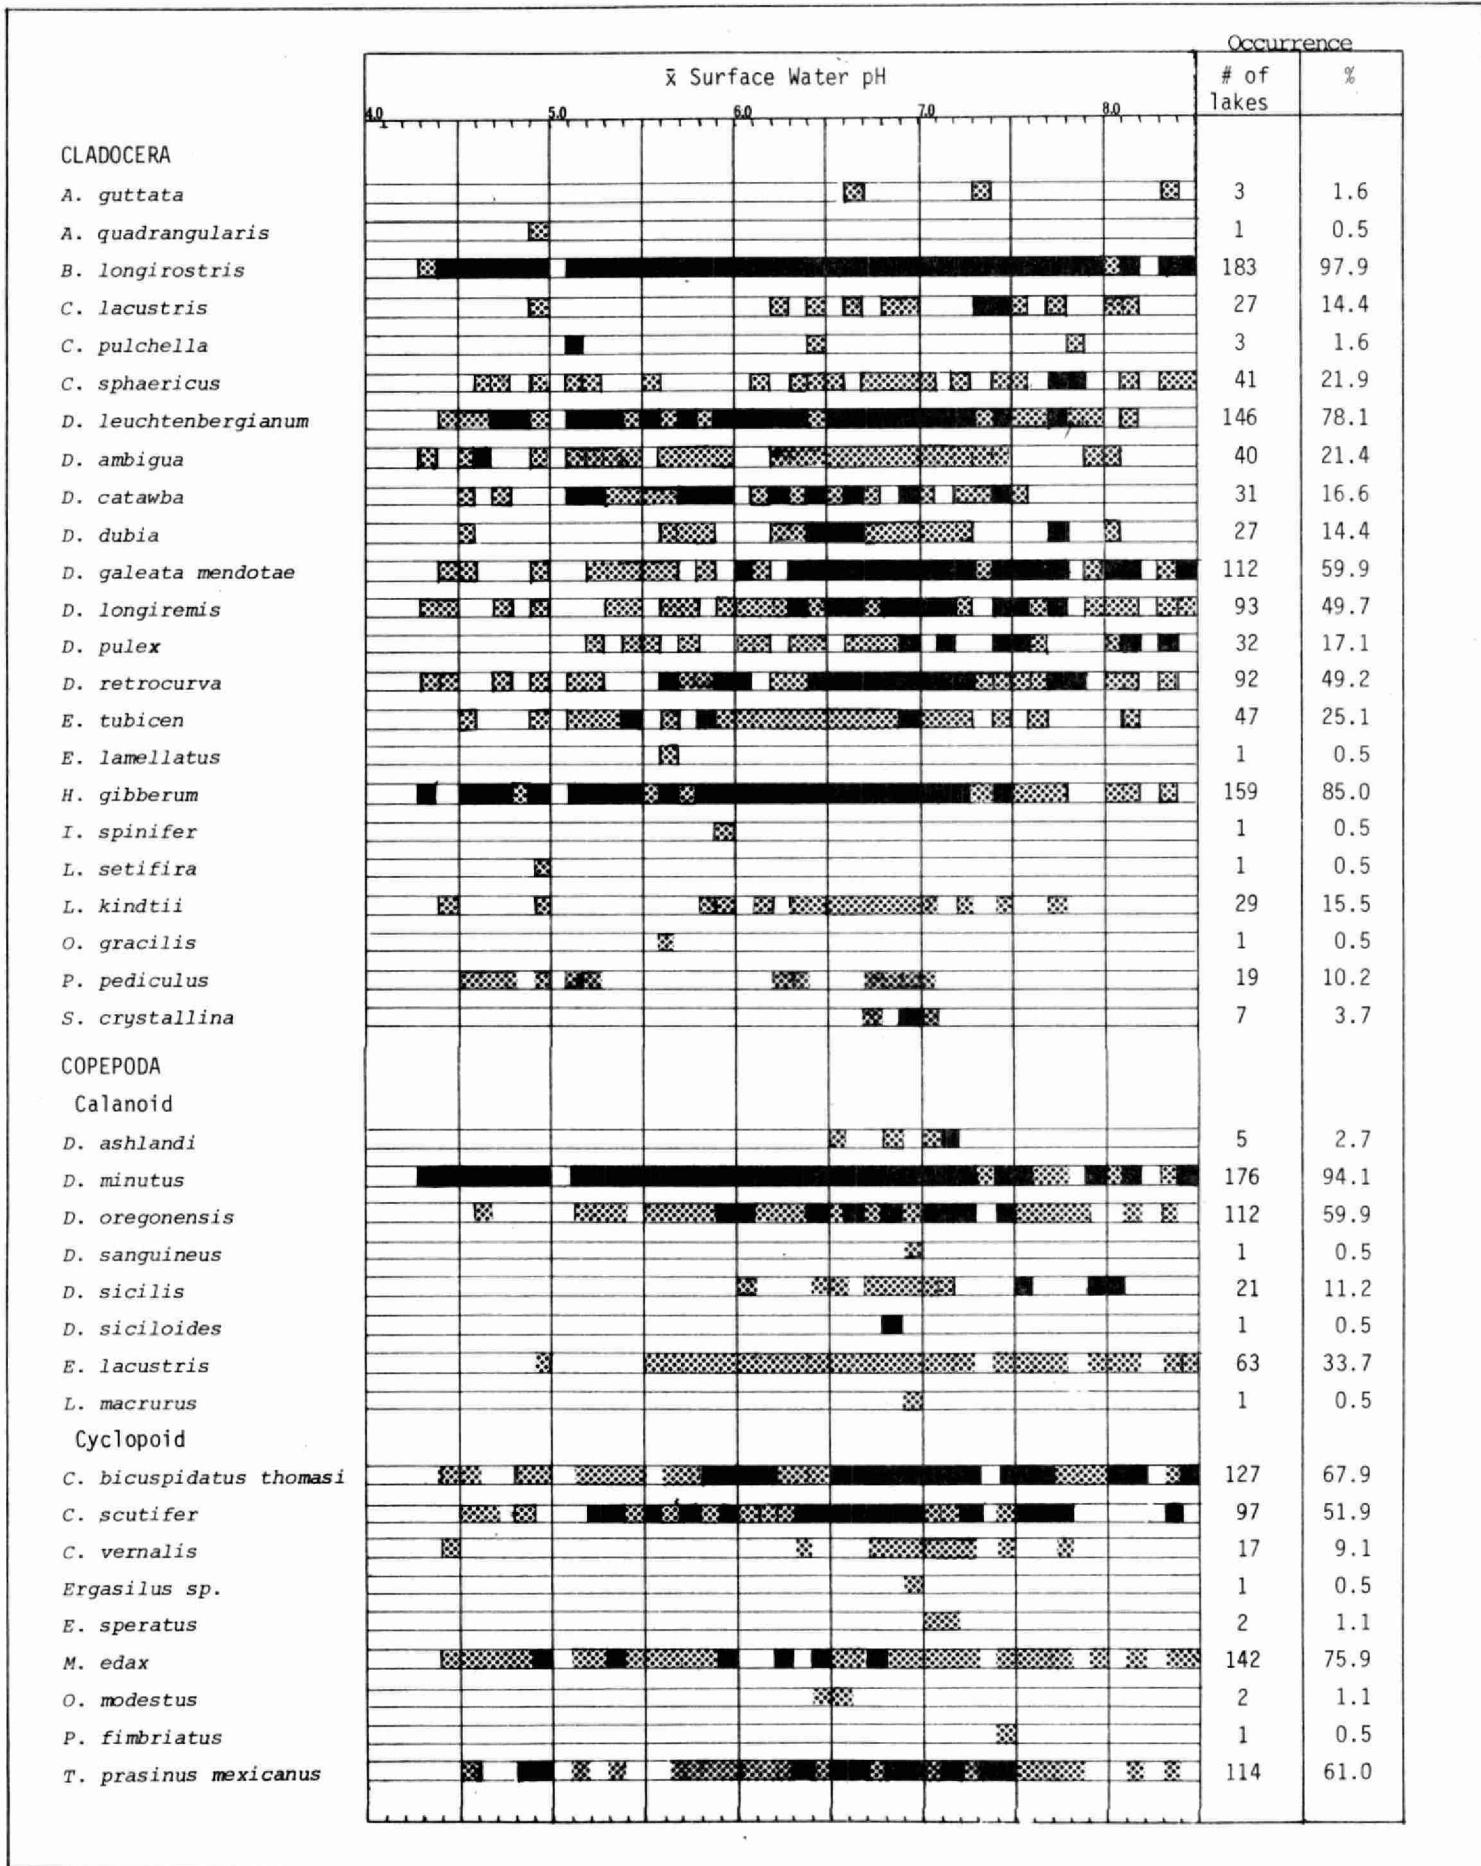 Occurrence
x̄ Surface Water pH
# of lakes
%
4.0 5.0 6.0 7.0 8.0
CLADOCERA
A. guttata 3 1.6
A. quadrangularis 1 0.5
B. longirostris 183 97.9
C. lacustris 27 14.4
C. pulchella 3 1.6
C. sphaericus 41 21.9
D. leuchtenbergianum 146 78.1
D. ambigua 40 21.4
D. catawba 31 16.6
D. dubia 27 14.4
D. galeata mendotae 112 59.9
D. longiremis 93 49.7
D. pulex 32 17.1
D. retrocurva 92 49.2
E. tubicen 47 25.1
E. lamellatus 1 0.5
H. gibberum 159 85.0
I. spinifer 1 0.5
L. setifira 1 0.5
L. kindtii 29 15.5
O. gracilis 1 0.5
P. pediculus 19 10.2
S. crystallina 7 3.7
COPEPODA
Calanoid
D. ashlandi 5 2.7
D. minutus 176 94.1
D. oregonensis 112 59.9
D. sanguineus 1 0.5
D. sicilis 21 11.2
D. siciloides 1 0.5
E. lacustris 63 33.7
L. macrurus 1 0.5
Cyclopoid
C. bicuspidatus thomasi 127 67.9
C. scutifer 97 51.9
C. vernalis 17 9.1
Ergasilus sp. 1 0.5
E. speratus 2 1.1
M. edax 142 75.9
O. modestus 2 1.1
P. fimbriatus 1 0.5
T. prasinus mexicanus 114 61.0